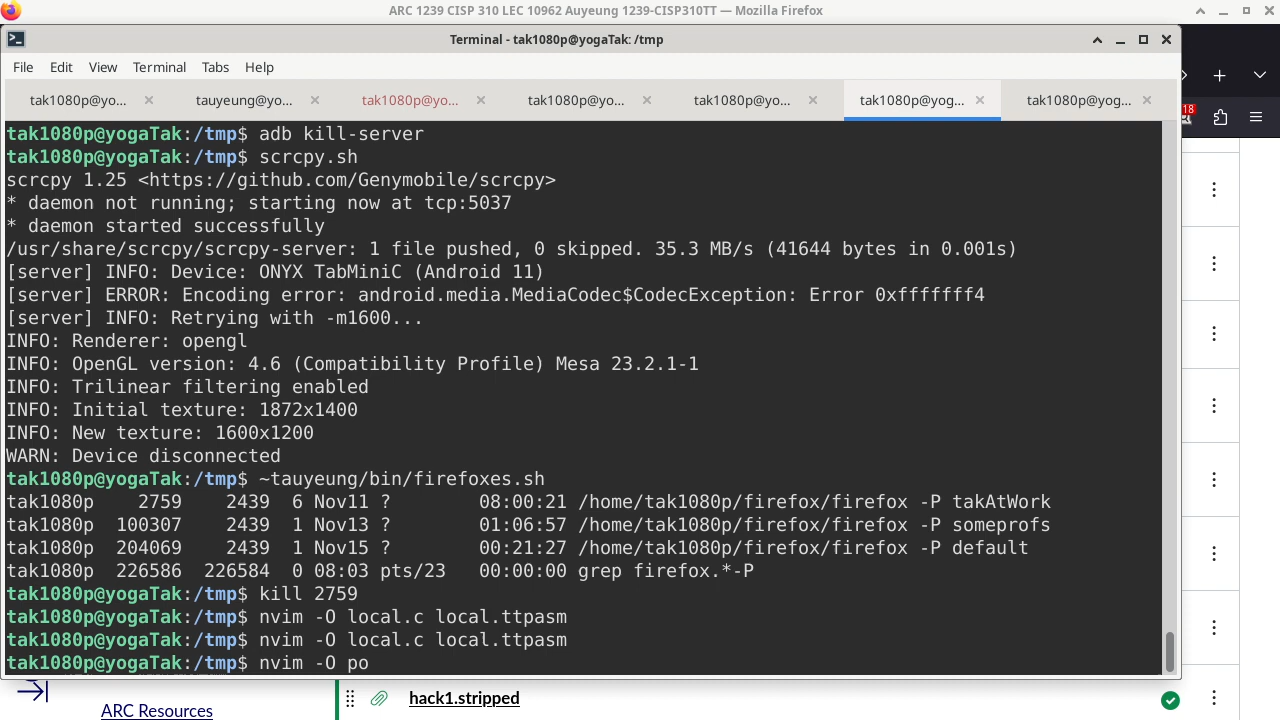 ARC 1239 CISP 310 LEC 10962 Auyeung 1239-CISP310TT — Mozilla Firefox
Terminal - tak1080p@yogaTak: /tmp
File Edit View Terminal Tabs Help
tak1080p@yo... tauyeung@yo... tak1080p@yo... tak1080p@yo... tak1080p@yo... tak1080p@yog... tak1080p@yog...
18
tak1080p@yogaTak:/tmp$ adb kill-server
tak1080p@yogaTak:/tmp$ scrcpy.sh
scrcpy 1.25 <https://github.com/Genymobile/scrcpy>
* daemon not running; starting now at tcp:5037
* daemon started successfully
/usr/share/scrcpy/scrcpy-server: 1 file pushed, 0 skipped. 35.3 MB/s (41644 bytes in 0.001s)
[server] INFO: Device: ONYX TabMiniC (Android 11)
[server] ERROR: Encoding error: android.media.MediaCodec$CodecException: Error 0xfffffff4
[server] INFO: Retrying with -m1600...
INFO: Renderer: opengl
INFO: OpenGL version: 4.6 (Compatibility Profile) Mesa 23.2.1-1
INFO: Trilinear filtering enabled
INFO: Initial texture: 1872x1400
INFO: New texture: 1600x1200
WARN: Device disconnected
tak1080p@yogaTak:/tmp$ ~tauyeung/bin/firefoxes.sh
tak1080p 2759 2439 6 Nov11 ? 08:00:21 /home/tak1080p/firefox/firefox -P takAtWork
tak1080p 100307 2439 1 Nov13 ? 01:06:57 /home/tak1080p/firefox/firefox -P someprofs
tak1080p 204069 2439 1 Nov15 ? 00:21:27 /home/tak1080p/firefox/firefox -P default
tak1080p 226586 226584 0 08:03 pts/23 00:00:00 grep firefox.*-P
tak1080p@yogaTak:/tmp$ kill 2759
tak1080p@yogaTak:/tmp$ nvim -O local.c local.ttpasm
tak1080p@yogaTak:/tmp$ nvim -O local.c local.ttpasm
tak1080p@yogaTak:/tmp$ nvim -O po
hack1.stripped
ARC Resources